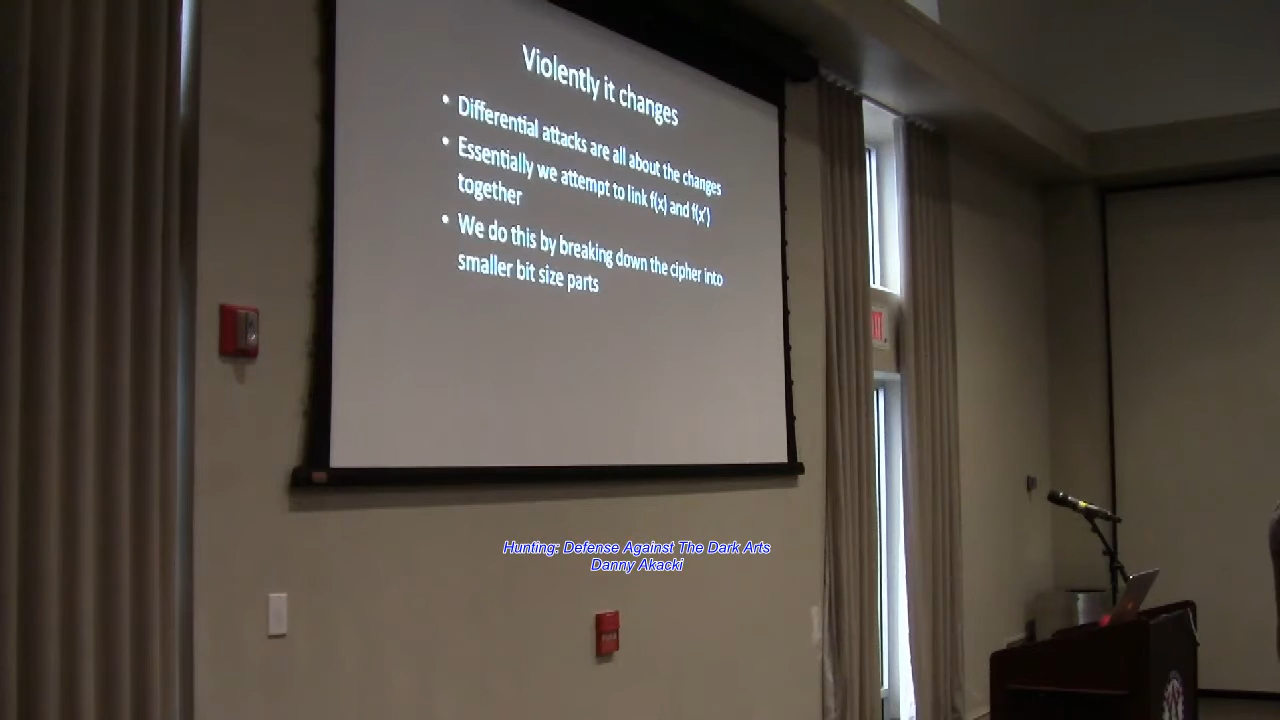 Violently it changes
• Differential attacks are all about the changes
• Essentially we attempt to link f(x) and f(x')
together
• We do this by breaking down the cipher into
smaller bit size parts
Hunting: Defense Against The Dark Arts
Danny Akacki